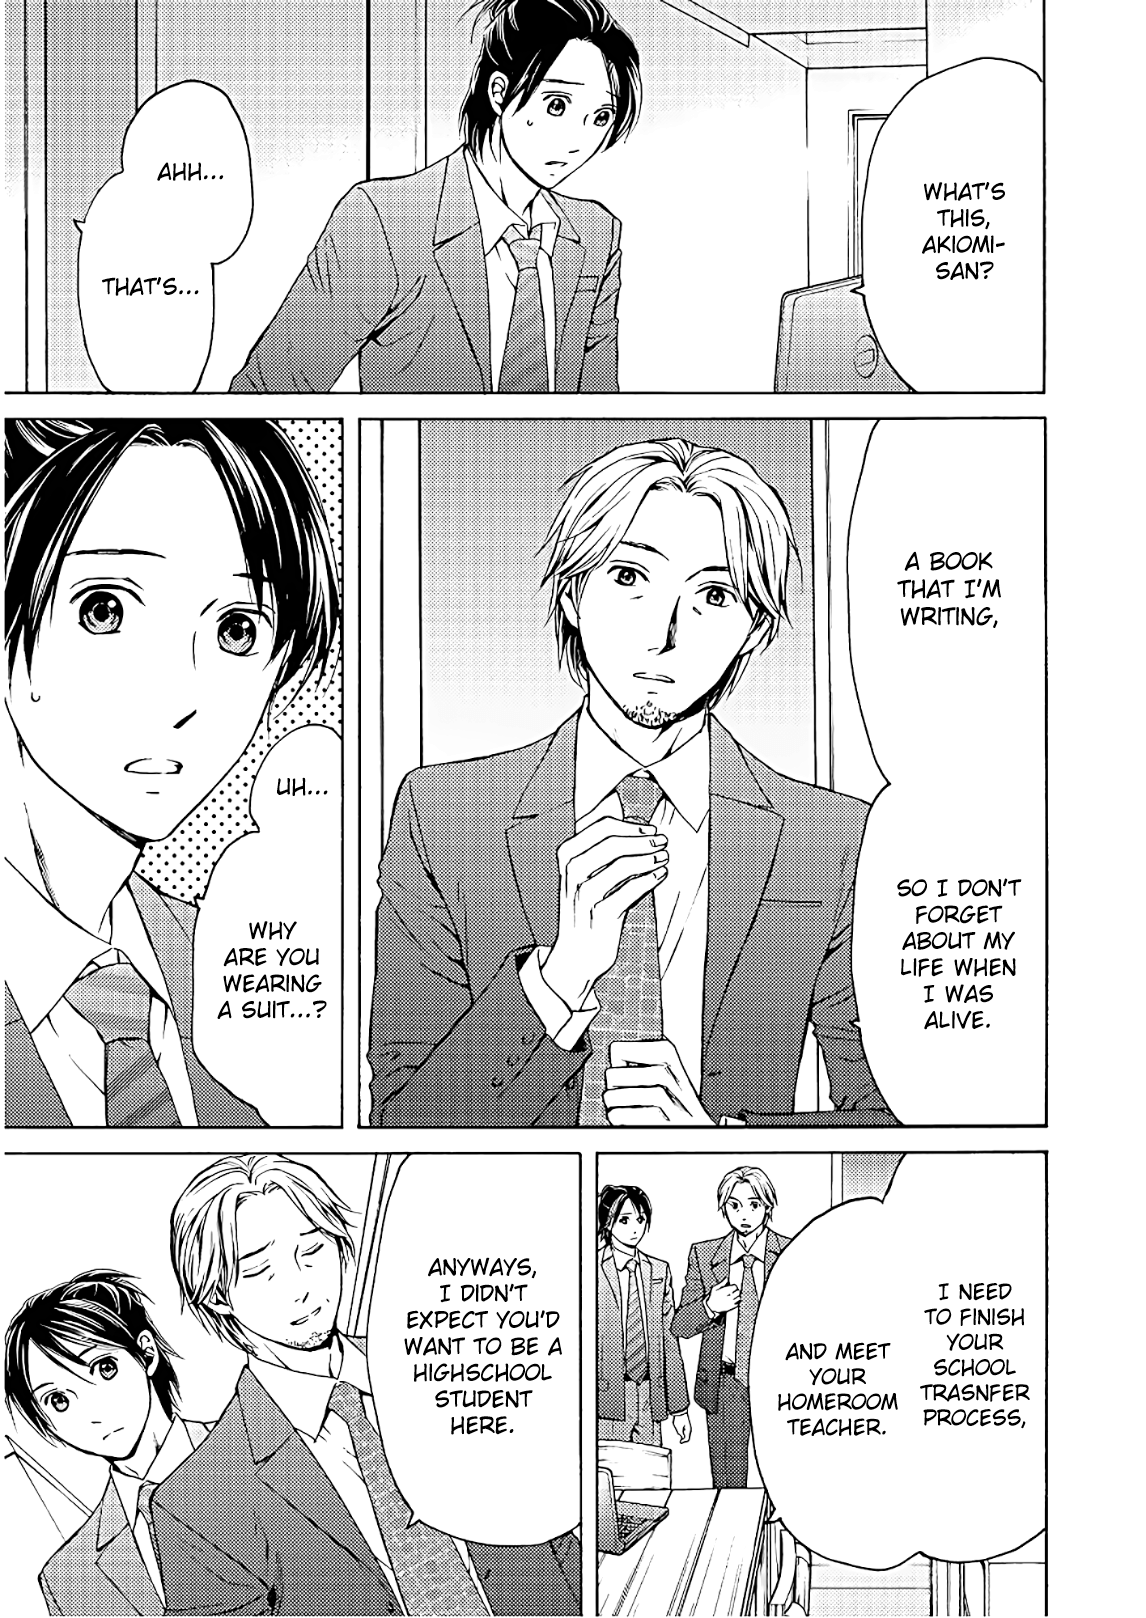 WHAT'S
THIS,
AKIOMI-
SAN?
AHH...
THAT'S...
A BOOK
THAT I'M
WRITING,
SO I DON'T
FORGET
ABOUT MY
LIFE WHEN
I WAS
ALIVE.
UH...
WHY
ARE YOU
WEARING
A SUIT...?
I NEED
TO FINISH
YOUR
SCHOOL
TRASNFER
PROCESS,
AND MEET
YOUR
HOMEROOM
TEACHER.
ANYWAYS,
I DIDN'T
EXPECT YOU'D
WANT TO BE A
HIGHSCHOOL
STUDENT
HERE.